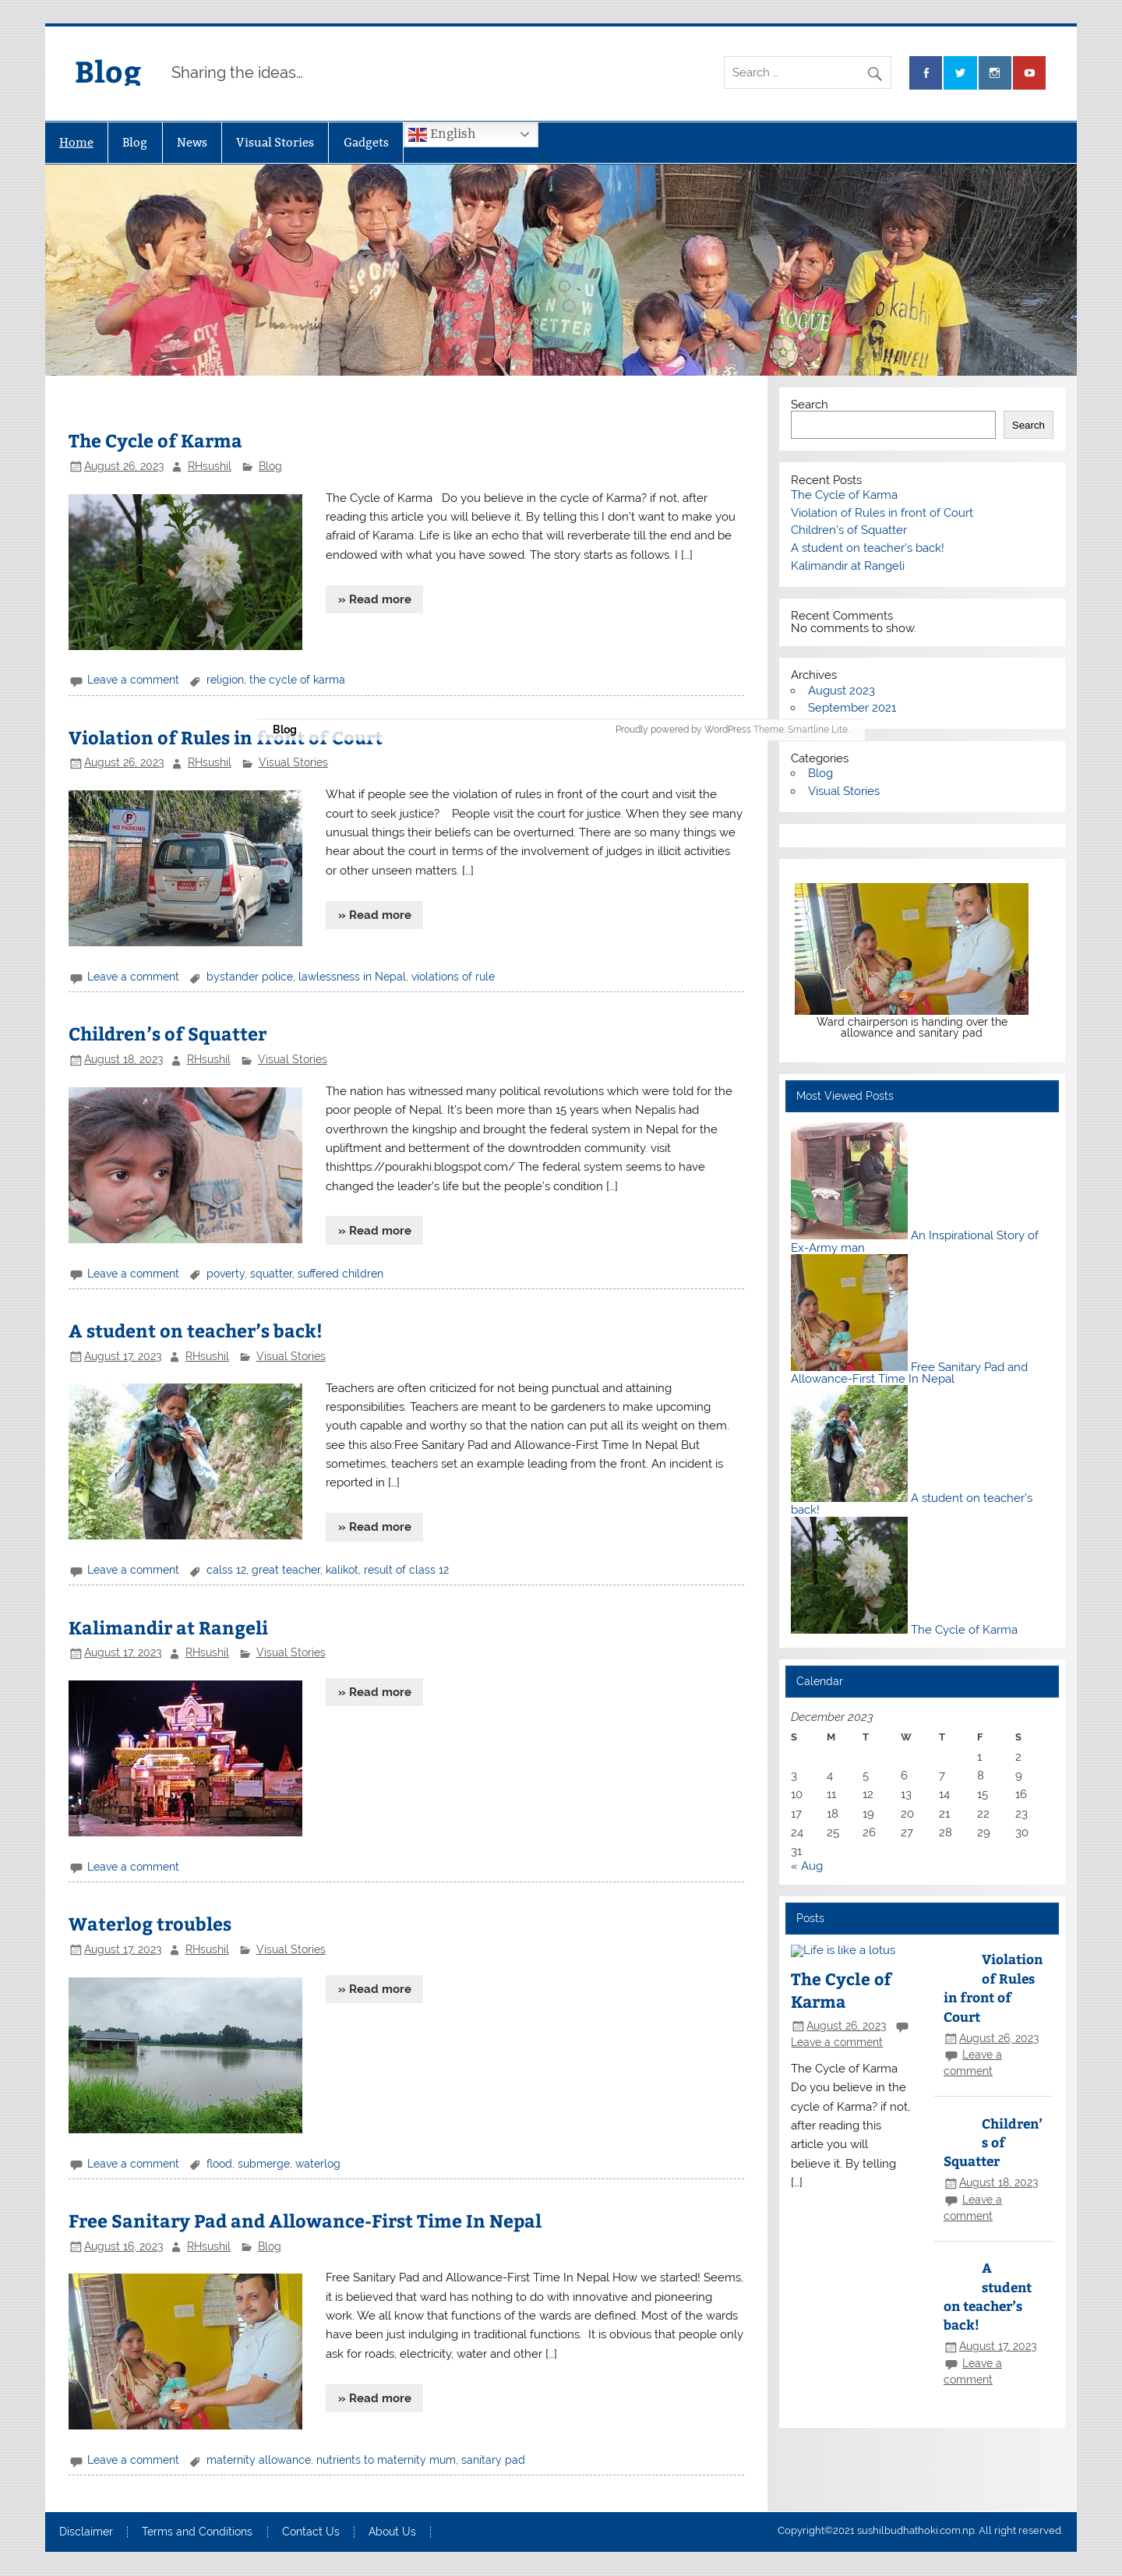 Blog
Sharing the ideas...
Search ...
Home
Blog
News
Visual Stories
Gadgets
English
The Cycle of Karma
August 26, 2023 RHsushil Blog
The Cycle of Karma Do you believe in the cycle of Karma? if not, after
reading this article you will believe it. By telling this I don't want to make you
afraid of Karama. Life is like an echo that will reverberate till the end and be
endowed with what you have sowed. The story starts as follows. I [...]
» Read more
Leave a comment religion, the cycle of karma
Violation of Rules in front of Court
August 26, 2023 RHsushil Visual Stories
NO PARKING
What if people see the violation of rules in front of the court and visit the
court to seek justice? People visit the court for justice. When they see many
unusual things their beliefs can be overturned. There are so many things we
hear about the court in terms of the involvement of judges in illicit activities
or other unseen matters. [...]
» Read more
Leave a comment bystander police, lawlessness in Nepal, violations of rule
Children's of Squatter
August 18, 2023 RHsushil Visual Stories
The nation has witnessed many political revolutions which were told for the
poor people of Nepal. It's been more than 15 years when Nepalis had
overthrown the kingship and brought the federal system in Nepal for the
upliftment and betterment of the downtrodden community. visit
thishttps://pourakhi.blogspot.com/ The federal system seems to have
changed the leader's life but the people's condition [...]
» Read more
Leave a comment poverty, squatter, suffered children
A student on teacher's back!
August 17, 2023 RHsushil Visual Stories
Teachers are often criticized for not being punctual and attaining
responsibilities. Teachers are meant to be gardeners to make upcoming
youth capable and worthy so that the nation can put all its weight on them.
see this also:Free Sanitary Pad and Allowance-First Time In Nepal But
sometimes, teachers set an example leading from the front. An incident is
reported in [...]
» Read more
Leave a comment calss 12, great teacher, kalikot, result of class 12
Kalimandir at Rangeli
August 17, 2023 RHsushil Visual Stories
» Read more
Leave a comment
Waterlog troubles
August 17, 2023 RHsushil Visual Stories
» Read more
Leave a comment flood, submerge, waterlog
Free Sanitary Pad and Allowance-First Time In Nepal
August 16, 2023 RHsushil Blog
Free Sanitary Pad and Allowance-First Time In Nepal How we started! Seems,
it is believed that ward has nothing to do with innovative and pioneering
work. We all know that functions of the wards are defined. Most of the wards
have been just indulging in traditional functions. It is obvious that people only
ask for roads, electricity, water and other [...]
» Read more
Leave a comment maternity allowance, nutrients to maternity mum, sanitary pad
Blog
Proudly powered by WordPress Theme: Smartline Lite.
Search
Search
Recent Posts
The Cycle of Karma
Violation of Rules in front of Court
Children's of Squatter
A student on teacher's back!
Kalimandir at Rangeli
Recent Comments
No comments to show.
Archives
August 2023
September 2021
Categories
Blog
Visual Stories
Ward chairperson is handing over the
allowance and sanitary pad
Most Viewed Posts
An Inspirational Story of
Ex-Army man
Free Sanitary Pad and
Allowance-First Time In Nepal
A student on teacher's
back!
The Cycle of Karma
Calendar
December 2023
S M T W T F S
1 2
3 4 5 6 7 8 9
10 11 12 13 14 15 16
17 18 19 20 21 22 23
24 25 26 27 28 29 30
31
« Aug
Posts
Life is like a lotus
The Cycle of
Karma
August 26, 2023
Leave a comment
The Cycle of Karma
Do you believe in the
cycle of Karma? if not,
after reading this
article you will
believe it. By telling
[...]
Violation
of Rules
in front of
Court
August 26, 2023
Leave a
comment
Children'
s of
Squatter
August 18, 2023
Leave a
comment
A
student
on teacher's
back!
August 17, 2023
Leave a
comment
Disclaimer
Terms and Conditions
Contact Us
About Us
Copyright©2021 sushilbudhathoki.com.np. All right reserved.